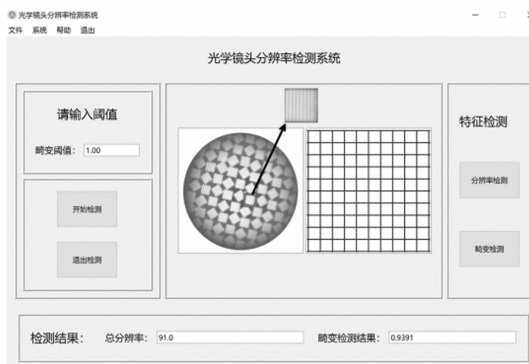 光学镜头分辨率检测系统
文件 系统 帮助 退出
光学镜头分辨率检测系统
请输入阈值
畸变阈值： 1.00
开始检测
退出检测
特征检测
分辨率检测
畸变检测
检测结果： 总分辨率： 91.0 畸变检测结果： 0.9391